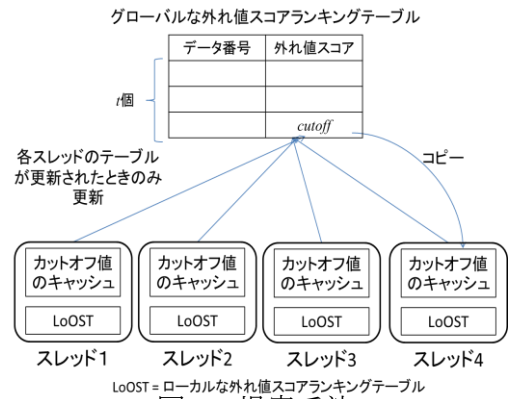 グローバルな外れ値スコアランキングテーブル
データ番号 外れ値スコア
t個
cutoff
各スレッドのテーブル
が更新されたときのみ
更新
コピー
カットオフ値
のキャッシュ
LoOST
スレッド1
カットオフ値
のキャッシュ
LoOST
スレッド2
カットオフ値
のキャッシュ
LoOST
スレッド3
カットオフ値
のキャッシュ
LoOST
スレッド4
LoOST = ローカルな外れ値スコアランキングテーブル